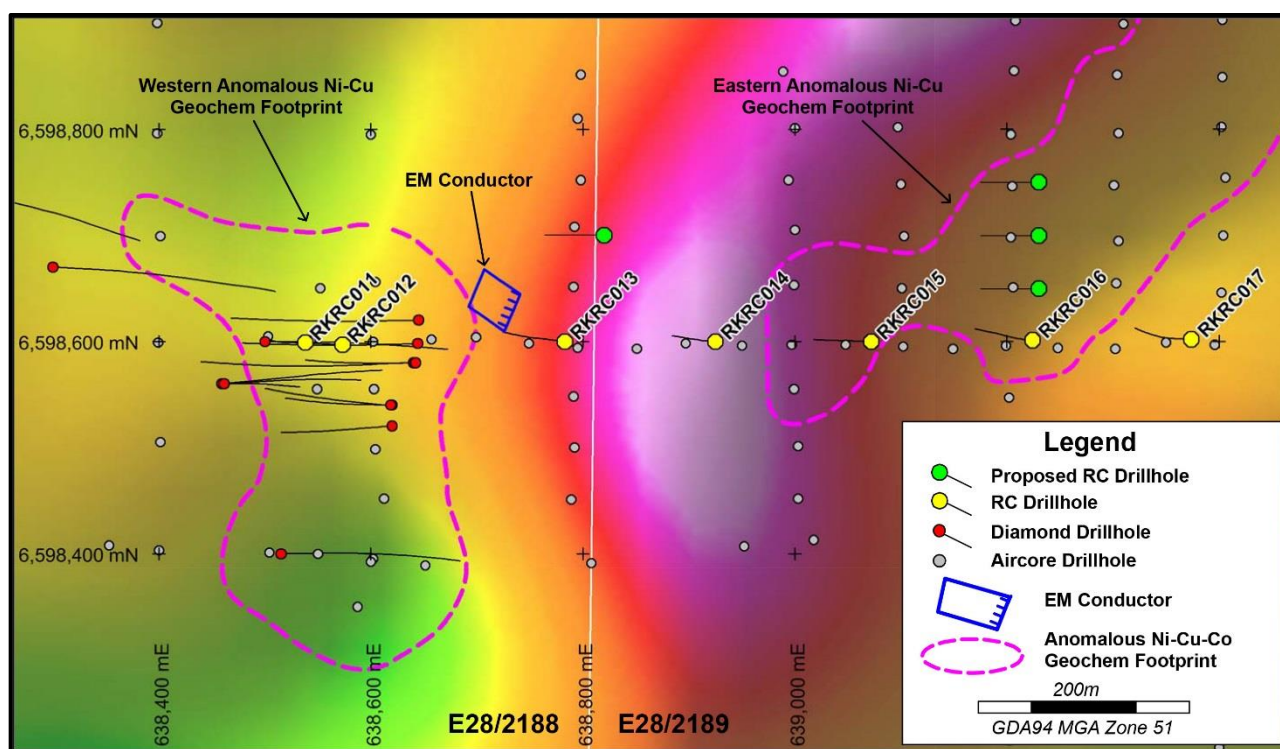 Western Anomalous Ni-Cu
Geochem Footprint
Eastern Anomalous Ni-Cu
Geochem Footprint
6,598,800 mN
EM Conductor
RKRC011
RKRC012
RKRC013
RKRC014
RKRC015
RKRC016
RKRC017
6,598,600 mN
6,598,400 mN
638,400 mE
638,600 mE
638,800 mE
639,000 mE
E28/2188
E28/2189
Legend
Proposed RC Drillhole
RC Drillhole
Diamond Drillhole
Aircore Drillhole
EM Conductor
Anomalous Ni-Cu-Co
Geochem Footprint
200m
GDA94 MGA Zone 51